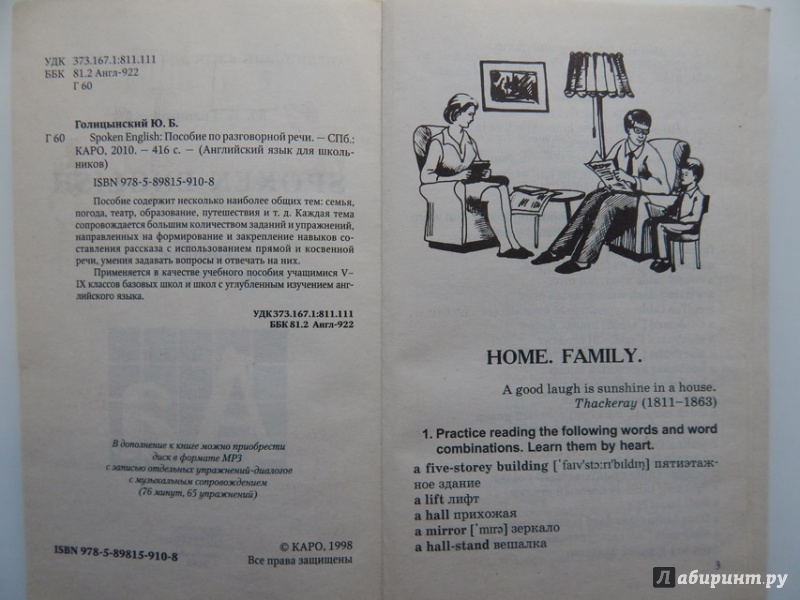 УДК 373.167.1:811.111
ББК 81.2 Англ-922
Г 60
Голицынский Ю. Б.
Г 60 Spoken English: Пособие по разговорной речи. — СПб.:
КАРО, 2010. — 416 с. — (Английский язык для школь-
ников)
ISBN 978-5-89815-910-8
Пособие содержит несколько наиболее общих тем: семья,
погода, театр, образование, путешествия и т. д. Каждая тема
сопровождается большим количеством заданий и упражнений,
направленных на формирование и закрепление навыков со-
ставления рассказа с использованием прямой и косвенной
речи, умения задавать вопросы и отвечать на них.
Применяется в качестве учебного пособия учащимися V–
IX классов базовых школ и школ с углубленным изучением анг-
лийского языка.
УДК 373.167.1:811.111
ББК 81.2 Англ-922
В дополнение к книге можно приобрести
диск в формате MP3
с записью отдельных упражнений-диалогов
с музыкальным сопровождением
(76 минут, 65 упражнений)
ISBN 978-5-89815-910-8
© КАРО, 1998
Все права защищены
HOME. FAMILY.
A good laugh is sunshine in a house.
Thackeray (1811–1863)
1. Practice reading the following words and word
combinations. Learn them by heart.
a five-storey building [ˈfaɪvˈstɔ:rɪˈbɪldɪŋ] пятиэтаж-
ное здание
a lift лифт
a hall прихожая
a mirror [ˈmɪrə] зеркало
a hall-stand вешалка
3
Лабиринт.ру